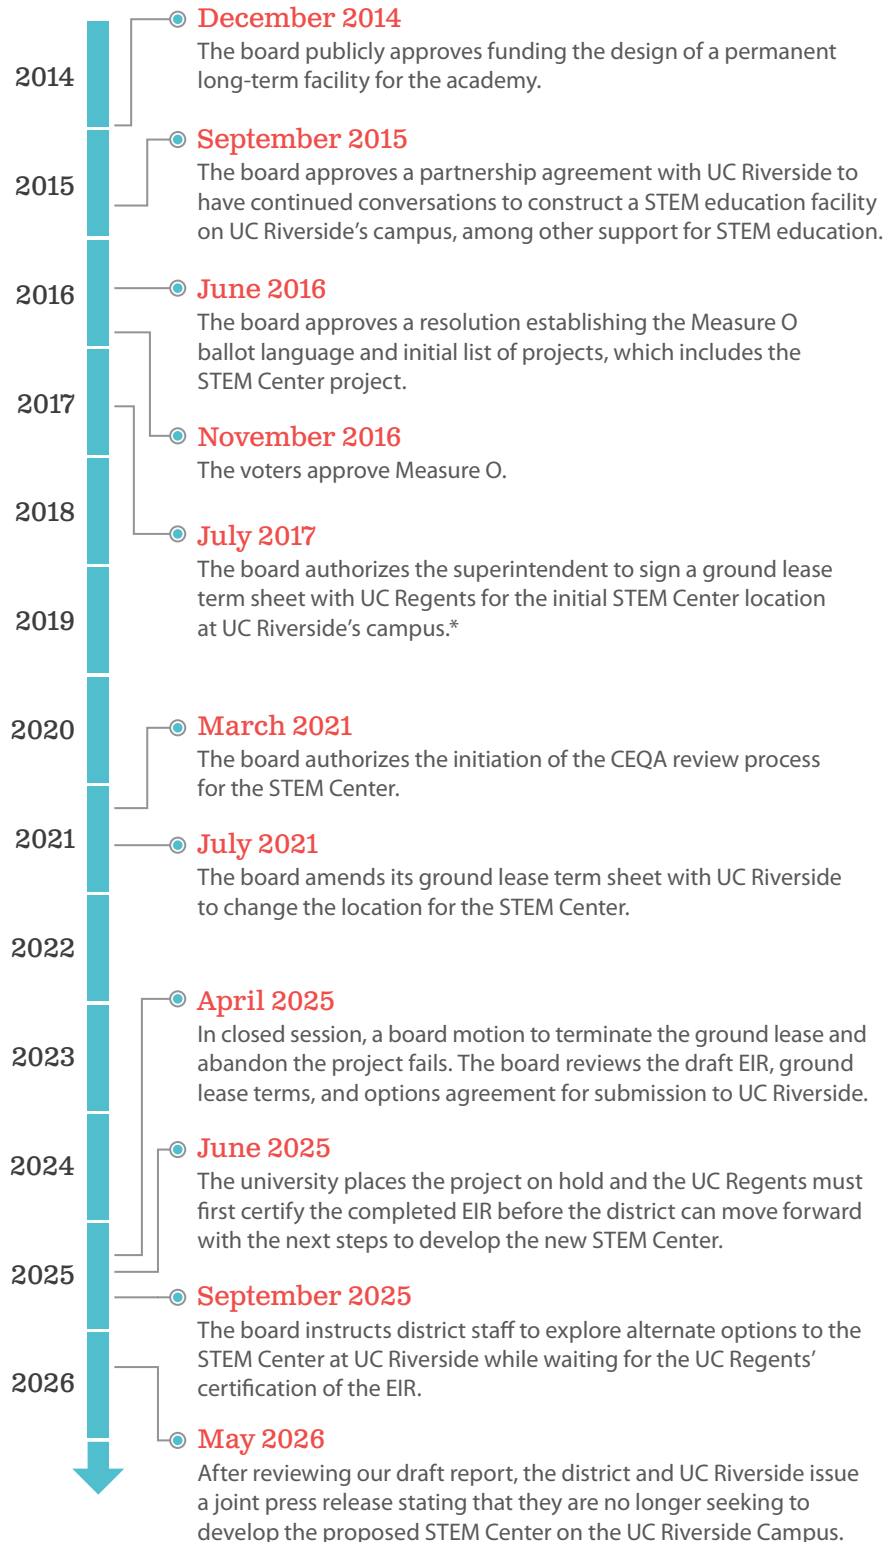 December 2014
The board publicly approves funding the design of a permanent
long-term facility for the academy.
2014
September 2015
The board approves a partnership agreement with UC Riverside to
have continued conversations to construct a STEM education facility
on UC Riverside's campus, among other support for STEM education.
2015
June 2016
The board approves a resolution establishing the Measure O
ballot language and initial list of projects, which includes the
STEM Center project.
2016
November 2016
The voters approve Measure O.
2017
July 2017
The board authorizes the superintendent to sign a ground lease
term sheet with UC Regents for the initial STEM Center location
at UC Riverside's campus.*
2018
2019
2020
March 2021
The board authorizes the initiation of the CEQA review process
for the STEM Center.
2021
July 2021
The board amends its ground lease term sheet with UC Riverside
to change the location for the STEM Center.
2022
April 2025
In closed session, a board motion to terminate the ground lease and
abandon the project fails. The board reviews the draft EIR, ground
lease terms, and options agreement for submission to UC Riverside.
2023
June 2025
The university places the project on hold and the UC Regents must
first certify the completed EIR before the district can move forward
with the next steps to develop the new STEM Center.
2024
2025
September 2025
The board instructs district staff to explore alternate options to the
STEM Center at UC Riverside while waiting for the UC Regents'
certification of the EIR.
2026
May 2026
After reviewing our draft report, the district and UC Riverside issue
a joint press release stating that they are no longer seeking to
develop the proposed STEM Center on the UC Riverside Campus.